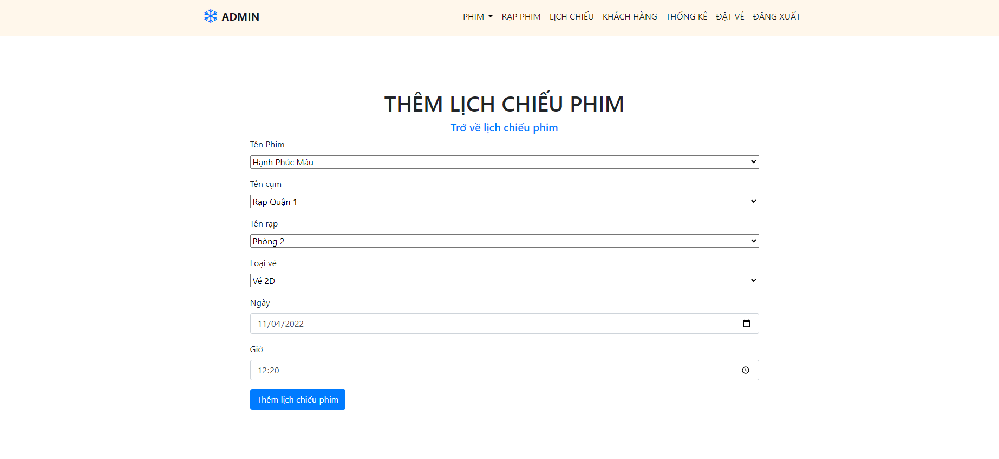 ADMIN
PHIM RẠP PHIM LỊCH CHIẾU KHÁCH HÀNG THỐNG KÊ ĐẶT VÉ ĐĂNG XUẤT
THÊM LỊCH CHIẾU PHIM
Trở về lịch chiếu phim
Tên Phim
Hạnh Phúc Máu
Tên cụm
Rạp Quận 1
Tên rạp
Phòng 2
Loại vé
Vé 2D
Ngày
11/04/2022
Giờ
12:20 --
Thêm lịch chiếu phim